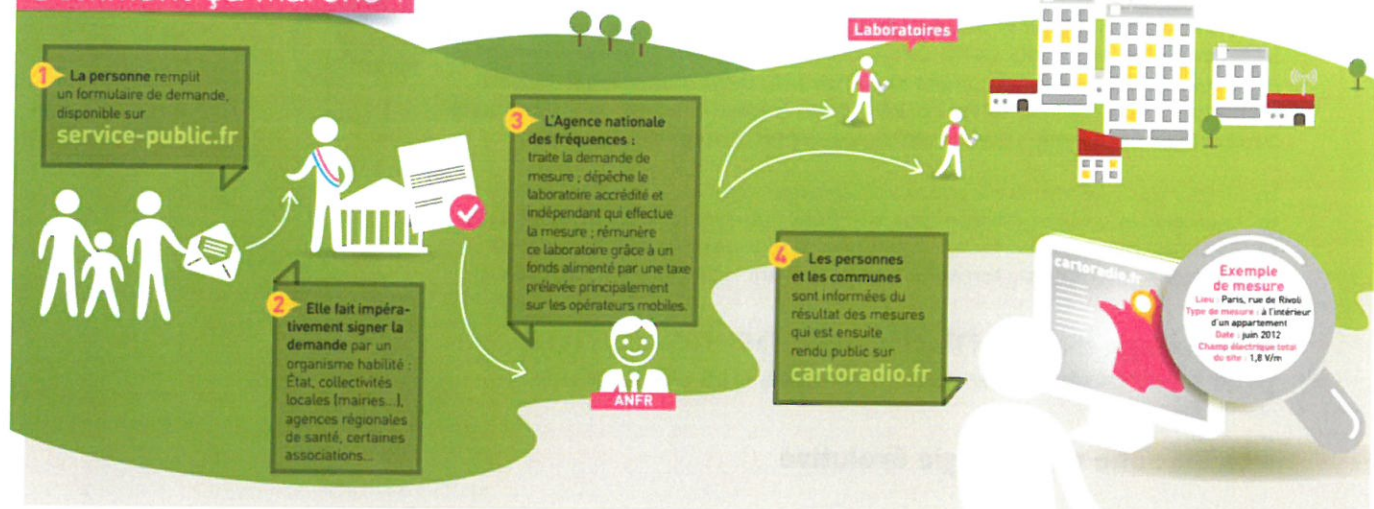 1 La personne remplit
un formulaire de demande,
disponible sur
service-public.fr
2 Elle fait impéra-
tivement signer la
demande par un
organisme habilité :
État, collectivités
locales (mairies...),
agences régionales
de santé, certaines
associations...
3 L'Agence nationale
des fréquences :
traite la demande de
mesure ; dépêche le
laboratoire accrédité et
indépendant qui effectue
la mesure ; rémunère
ce laboratoire grâce à un
fonds alimenté par une taxe
prélevée principalement
sur les opérateurs mobiles.
ANFR
Laboratoires
4 Les personnes
et les communes
sont informées du
résultat des mesures
qui est ensuite
rendu public sur
cartoradio.fr
cartoradio.fr
Exemple
de mesure
Lieu : Paris, rue de Rivoli
Type de mesure : à l'intérieur
d'un appartement
Date : juin 2012
Champ électrique total
du site : 1,8 V/m